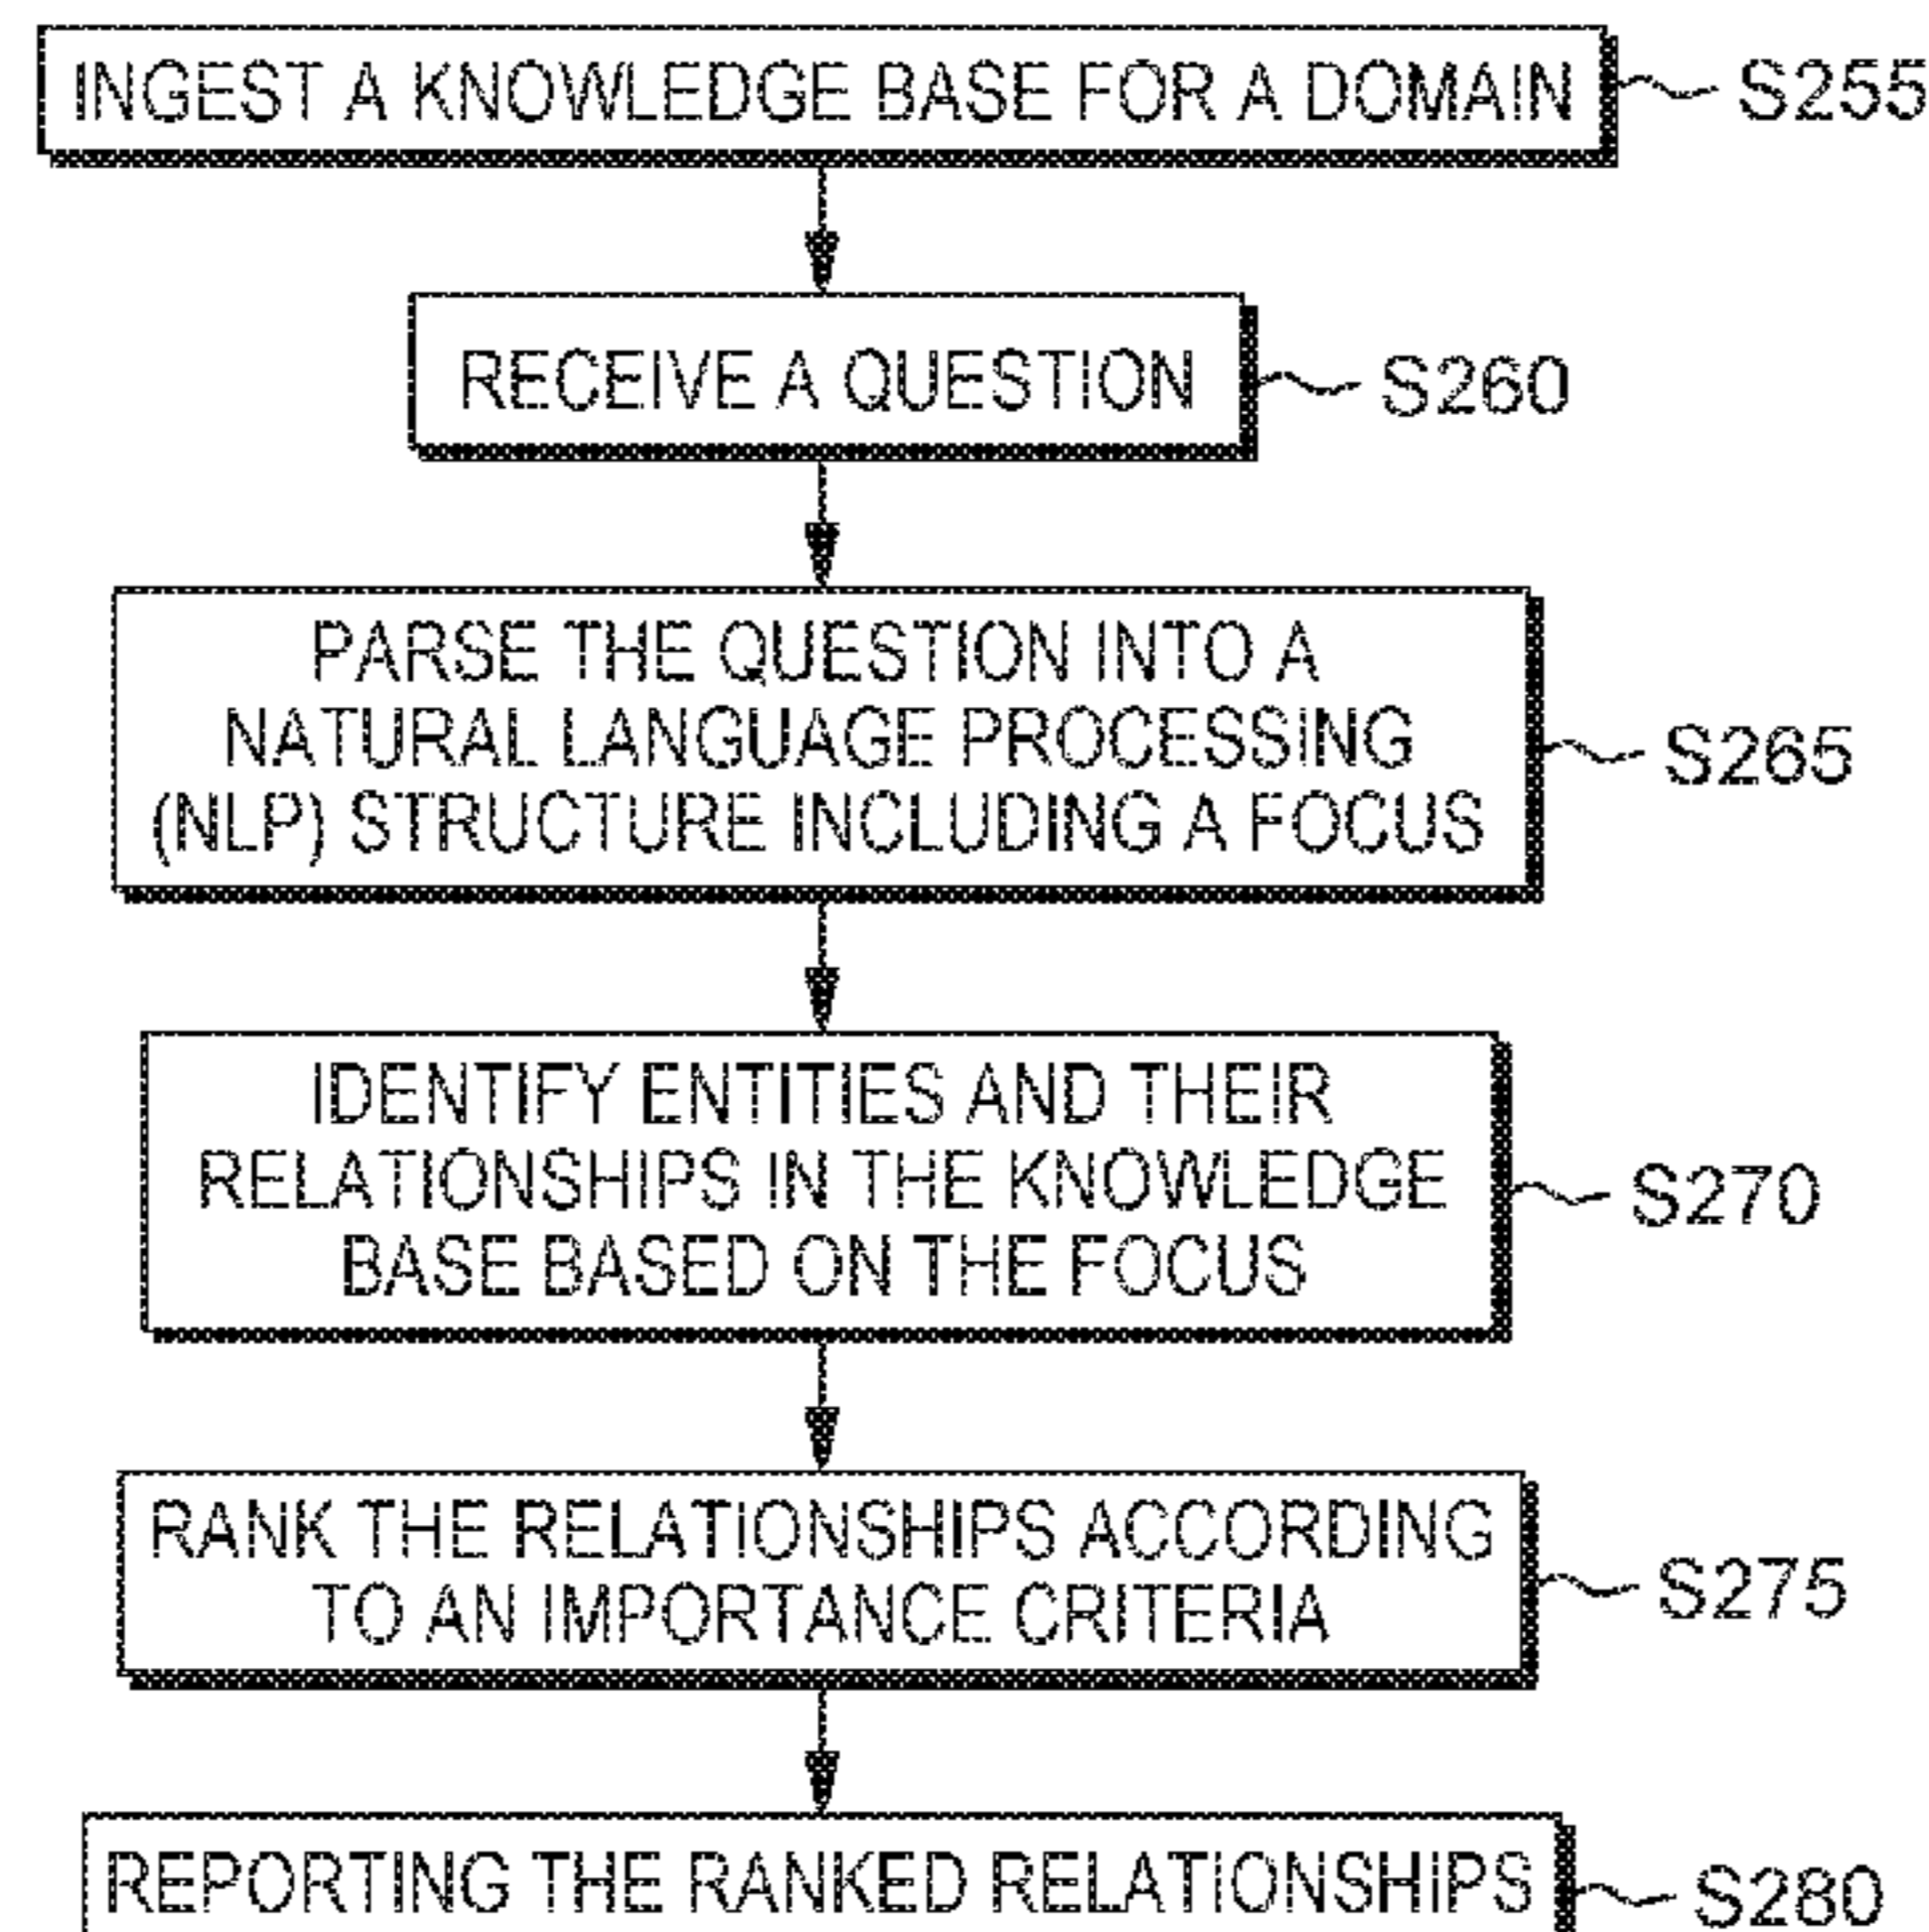 INGEST A KNOWLEDGE BASE FOR A DOMAIN
S255
RECEIVE A QUESTION
S260
PARSE THE QUESTION INTO A
NATURAL LANGUAGE PROCESSING
(NLP) STRUCTURE INCLUDING A FOCUS
S265
IDENTIFY ENTITIES AND THEIR
RELATIONSHIPS IN THE KNOWLEDGE
BASE BASED ON THE FOCUS
S270
RANK THE RELATIONSHIPS ACCORDING
TO AN IMPORTANCE CRITERIA
S275
REPORTING THE RANKED RELATIONSHIPS
S280